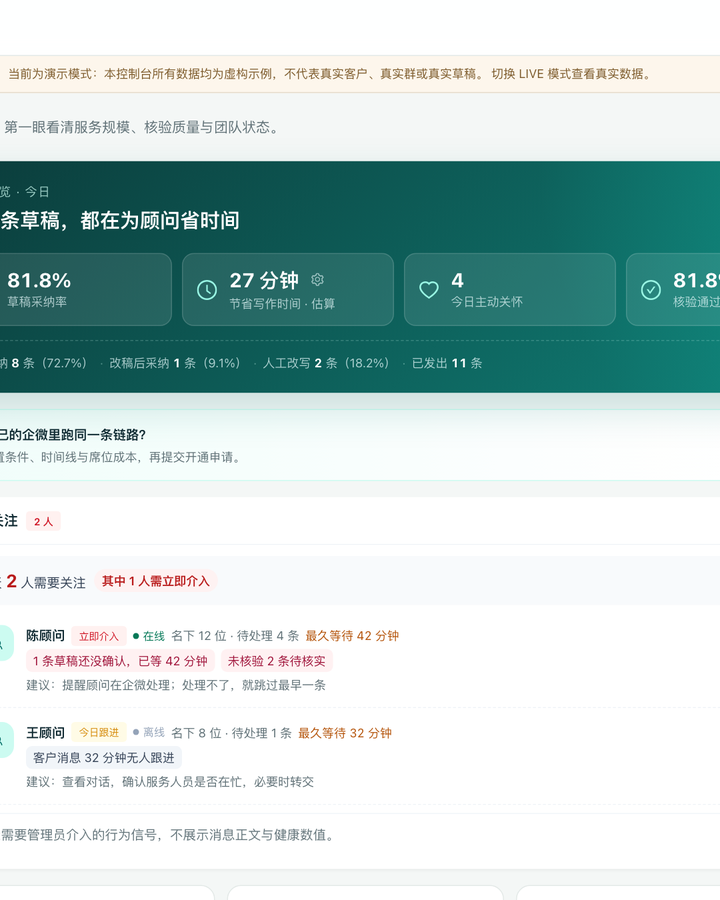 当前为演示模式：本控制台所有数据均为虚构示例，不代表真实客户、真实群或真实草稿。 切换 LIVE 模式查看真实数据。
第一眼看清服务规模、核验质量与团队状态。
览 · 今日
条草稿，都在为顾问省时间
81.8%
草稿采纳率
27 分钟
节省写作时间 · 估算
4
今日主动关怀
81.8
核验通过
纳 8 条（72.7%） · 改稿后采纳 1 条（9.1%） · 人工改写 2 条（18.2%） · 已发出 11 条
己的企微里跑同一条链路?
置条件、时间线与席位成本，再提交开通申请。
关注 2 人
2 人需要关注 其中 1 人需立即介入
陈顾问 立即介入 在线 名下 12 位 · 待处理 4 条 最久等待 42 分钟
1 条草稿还没确认，已等 42 分钟 未核验 2 条待核实
建议：提醒顾问在企微处理；处理不了，就跳过最早一条
王顾问 今日跟进 离线 名下 8 位 · 待处理 1 条 最久等待 32 分钟
客户消息 32 分钟无人跟进
建议：查看对话，确认服务人员是否在忙，必要时转交
需要管理员介入的行为信号，不展示消息正文与健康数值。